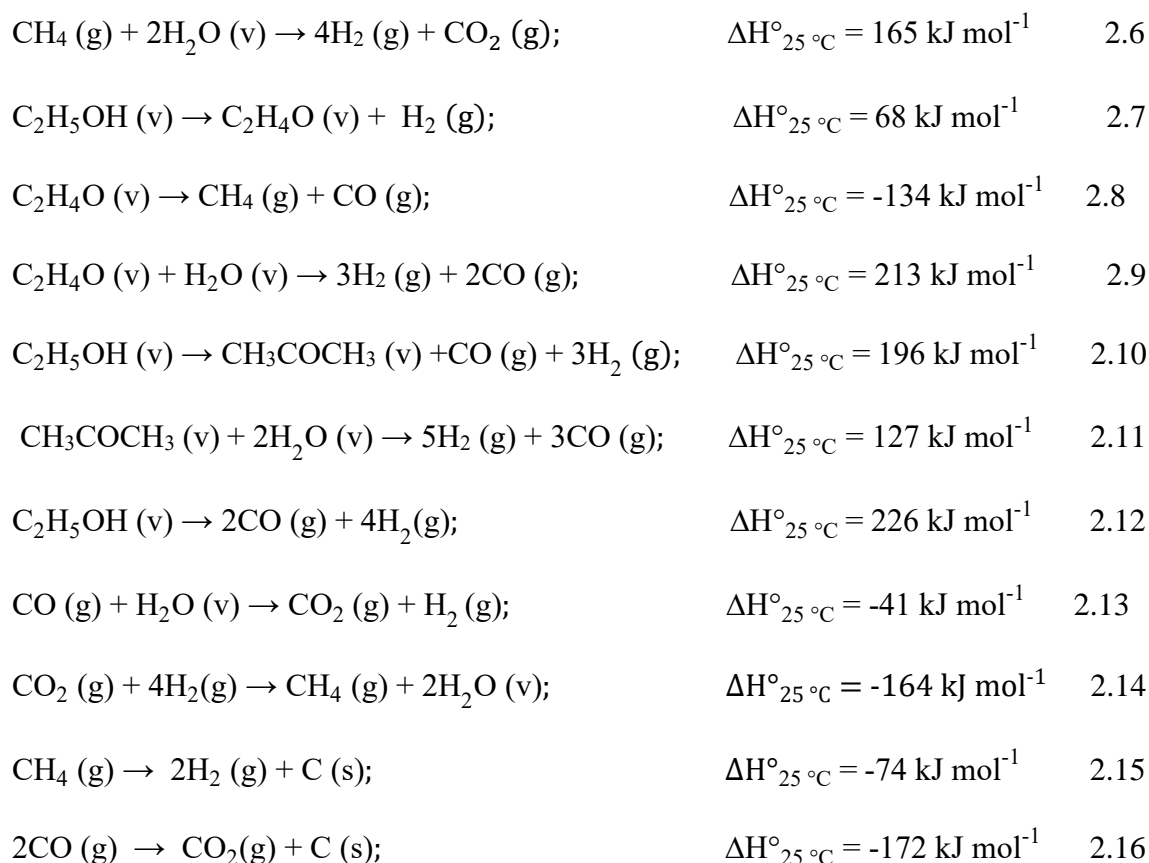 CH₄ (g) + 2H₂O (v) → 4H₂ (g) + CO₂ (g); ΔH°₂₅ °C = 165 kJ mol⁻¹ 2.6
C₂H₅OH (v) → C₂H₄O (v) + H₂ (g); ΔH°₂₅ °C = 68 kJ mol⁻¹ 2.7
C₂H₄O (v) → CH₄ (g) + CO (g); ΔH°₂₅ °C = -134 kJ mol⁻¹ 2.8
C₂H₄O (v) + H₂O (v) → 3H₂ (g) + 2CO (g); ΔH°₂₅ °C = 213 kJ mol⁻¹ 2.9
C₂H₅OH (v) → CH₃COCH₃ (v) +CO (g) + 3H₂ (g); ΔH°₂₅ °C = 196 kJ mol⁻¹ 2.10
CH₃COCH₃ (v) + 2H₂O (v) → 5H₂ (g) + 3CO (g); ΔH°₂₅ °C = 127 kJ mol⁻¹ 2.11
C₂H₅OH (v) → 2CO (g) + 4H₂(g); ΔH°₂₅ °C = 226 kJ mol⁻¹ 2.12
CO (g) + H₂O (v) → CO₂ (g) + H₂ (g); ΔH°₂₅ °C = -41 kJ mol⁻¹ 2.13
CO₂ (g) + 4H₂(g) → CH₄ (g) + 2H₂O (v); ΔH°₂₅ °C = -164 kJ mol⁻¹ 2.14
CH₄ (g) → 2H₂ (g) + C (s); ΔH°₂₅ °C = -74 kJ mol⁻¹ 2.15
2CO (g) → CO₂(g) + C (s); ΔH°₂₅ °C = -172 kJ mol⁻¹ 2.16